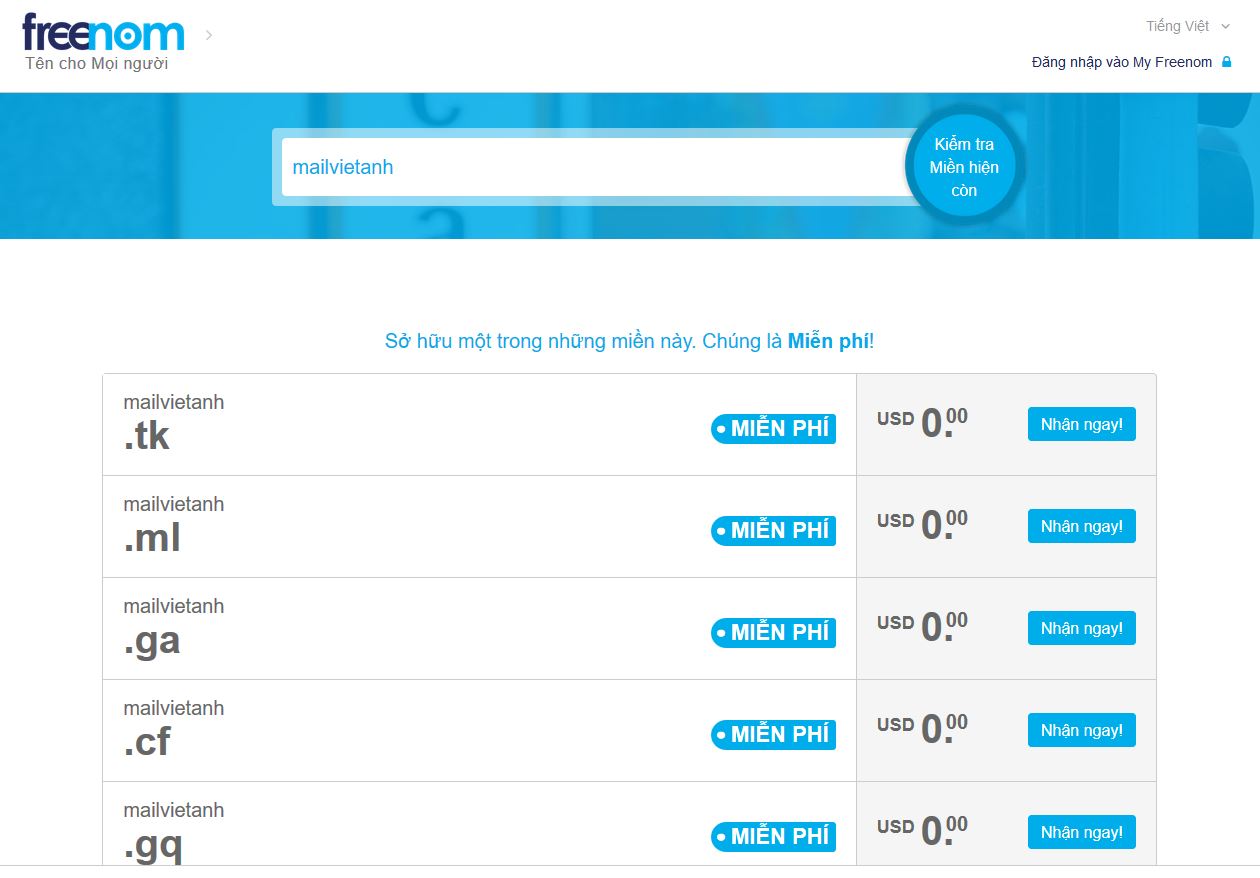 freenom
Tên cho Mọi người
Tiếng Việt
Đăng nhập vào My Freenom
mailvietanh
Kiểm tra
Miền hiện
còn
Sở hữu một trong những miền này. Chúng là Miễn phí!
mailvietanh
.tk
MIỄN PHÍ
USD 0.00
Nhận ngay!
mailvietanh
.ml
MIỄN PHÍ
USD 0.00
Nhận ngay!
mailvietanh
.ga
MIỄN PHÍ
USD 0.00
Nhận ngay!
mailvietanh
.cf
MIỄN PHÍ
USD 0.00
Nhận ngay!
mailvietanh
.gq
MIỄN PHÍ
USD 0.00
Nhận ngay!